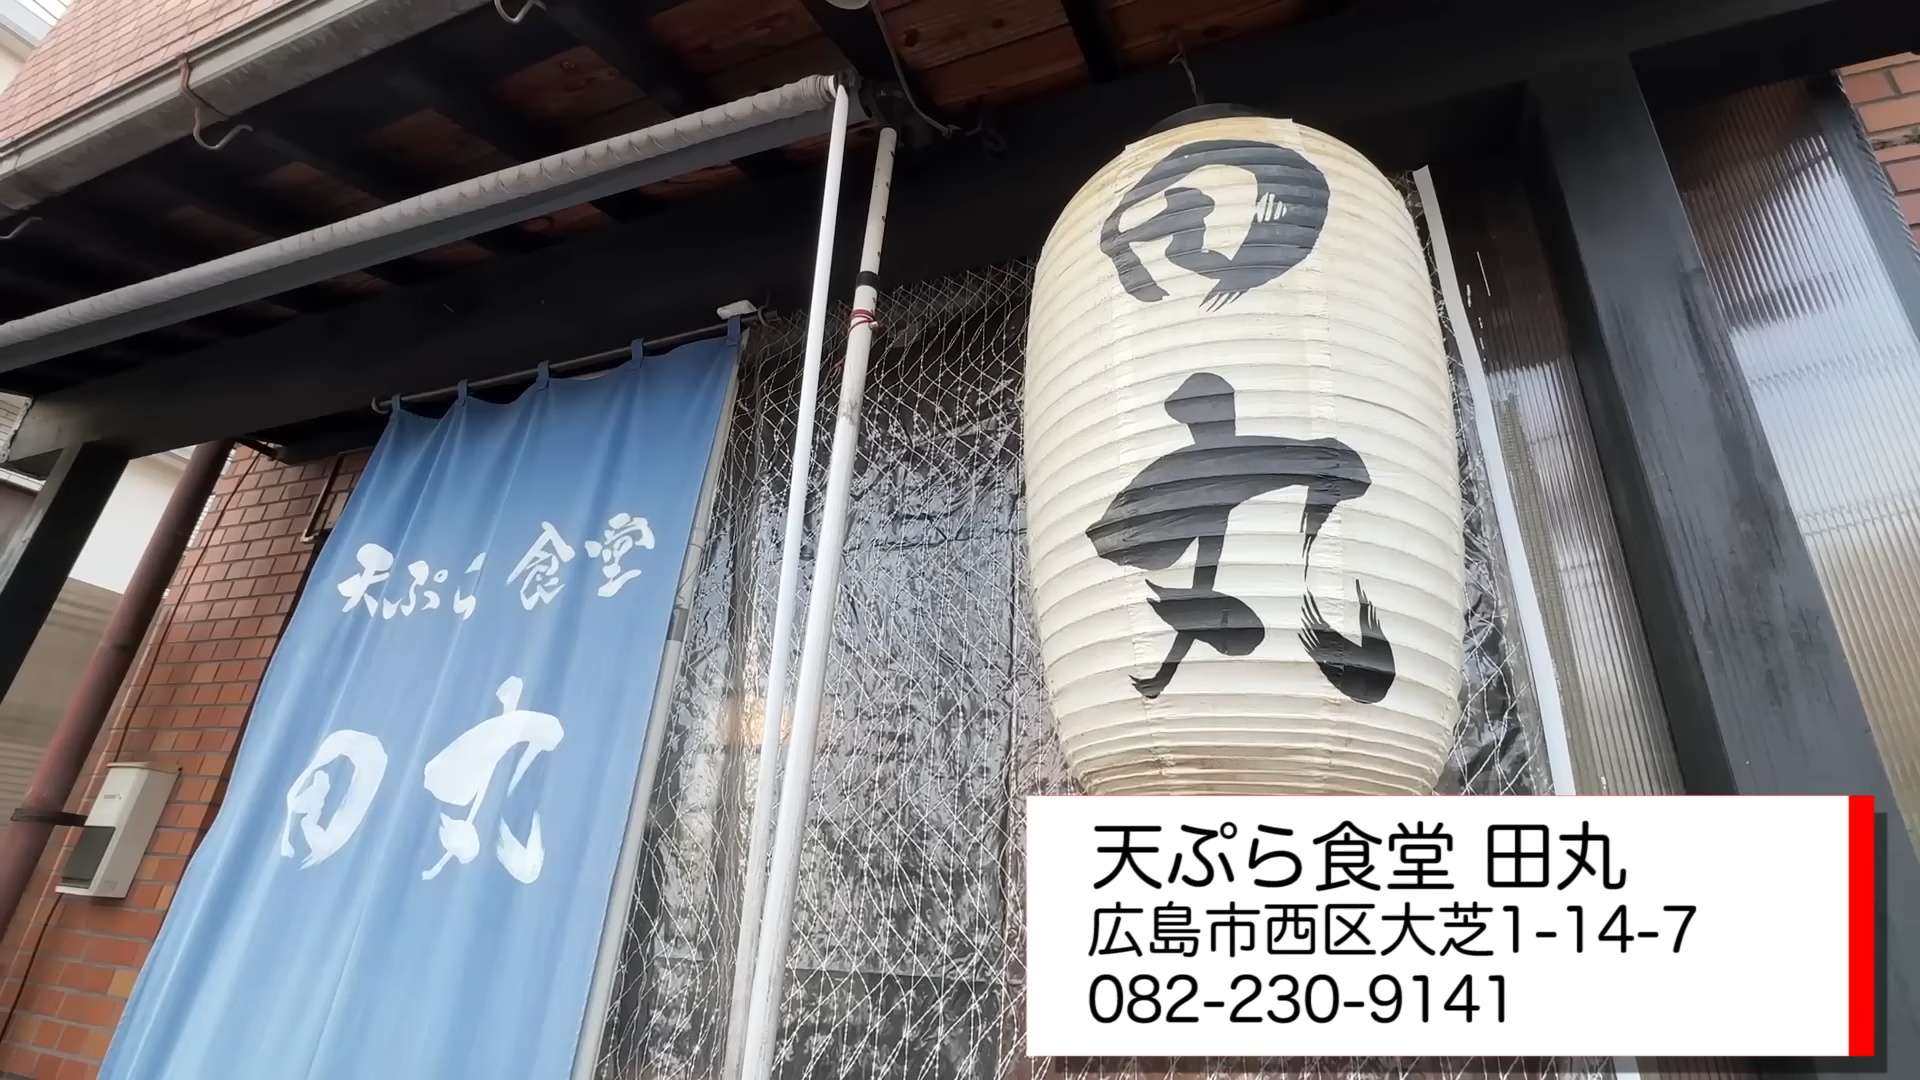 天ぷら食堂
田丸
田丸
天ぷら食堂 田丸
広島市西区大芝1-14-7
082-230-9141